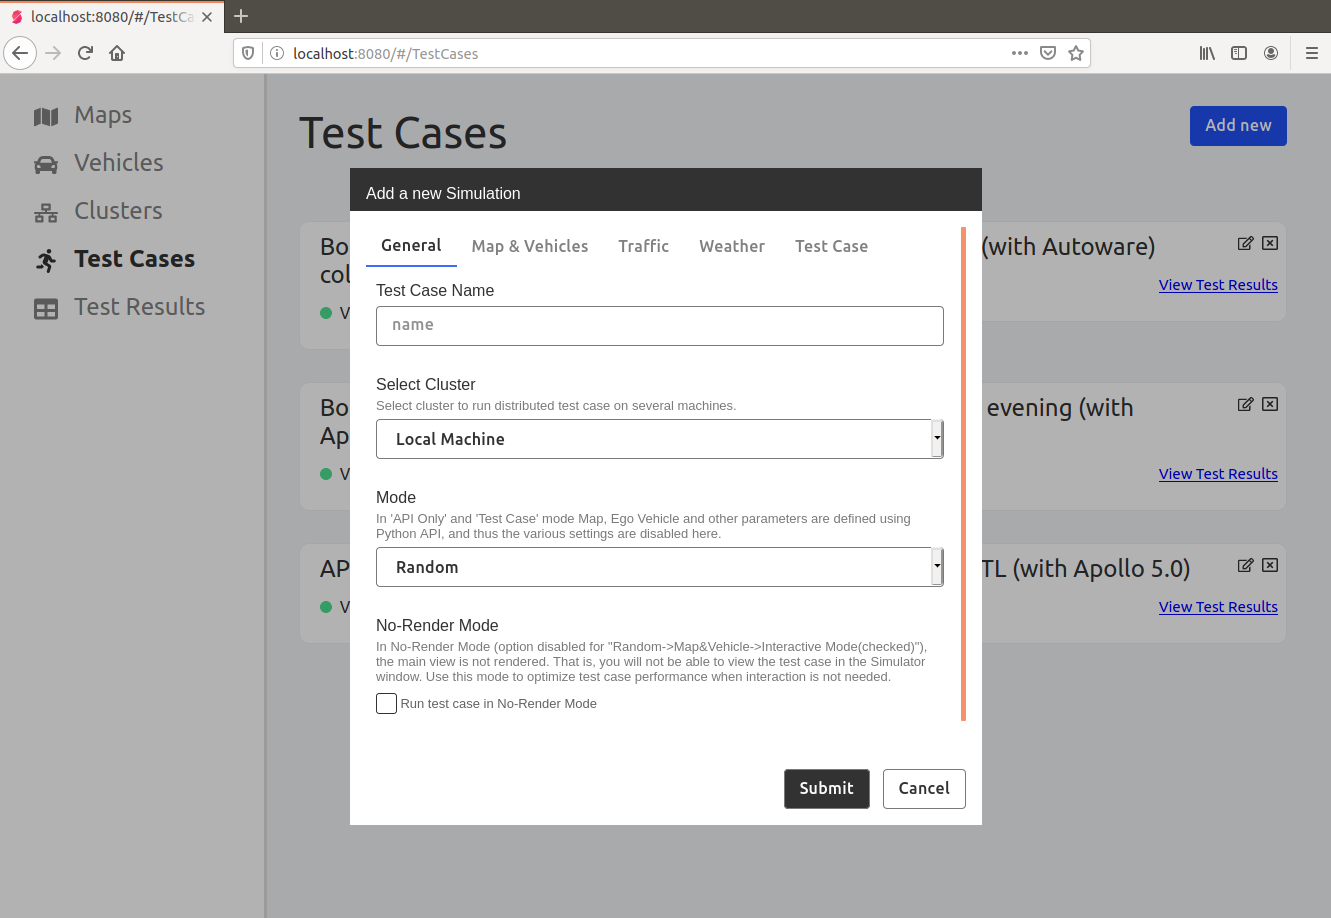 localhost:8080/#/TestCa
localhost:8080/#/TestCases
Maps
Vehicles
Clusters
Test Cases
Test Results
Test Cases
Add new
Add a new Simulation
General Map & Vehicles Traffic Weather Test Case
Test Case Name
name
Select Cluster
Select cluster to run distributed test case on several machines.
Local Machine
Mode
In 'API Only' and 'Test Case' mode Map, Ego Vehicle and other parameters are defined using
Python API, and thus the various settings are disabled here.
Random
No-Render Mode
In No-Render Mode (option disabled for "Random->Map&Vehicle->Interactive Mode(checked)"),
the main view is not rendered. That is, you will not be able to view the test case in the Simulator
window. Use this mode to optimize test case performance when interaction is not needed.
Run test case in No-Render Mode
Submit Cancel
Bo
col
V
(with Autoware)
View Test Results
Bo
Ap
V
evening (with
View Test Results
AP
V
TL (with Apollo 5.0)
View Test Results